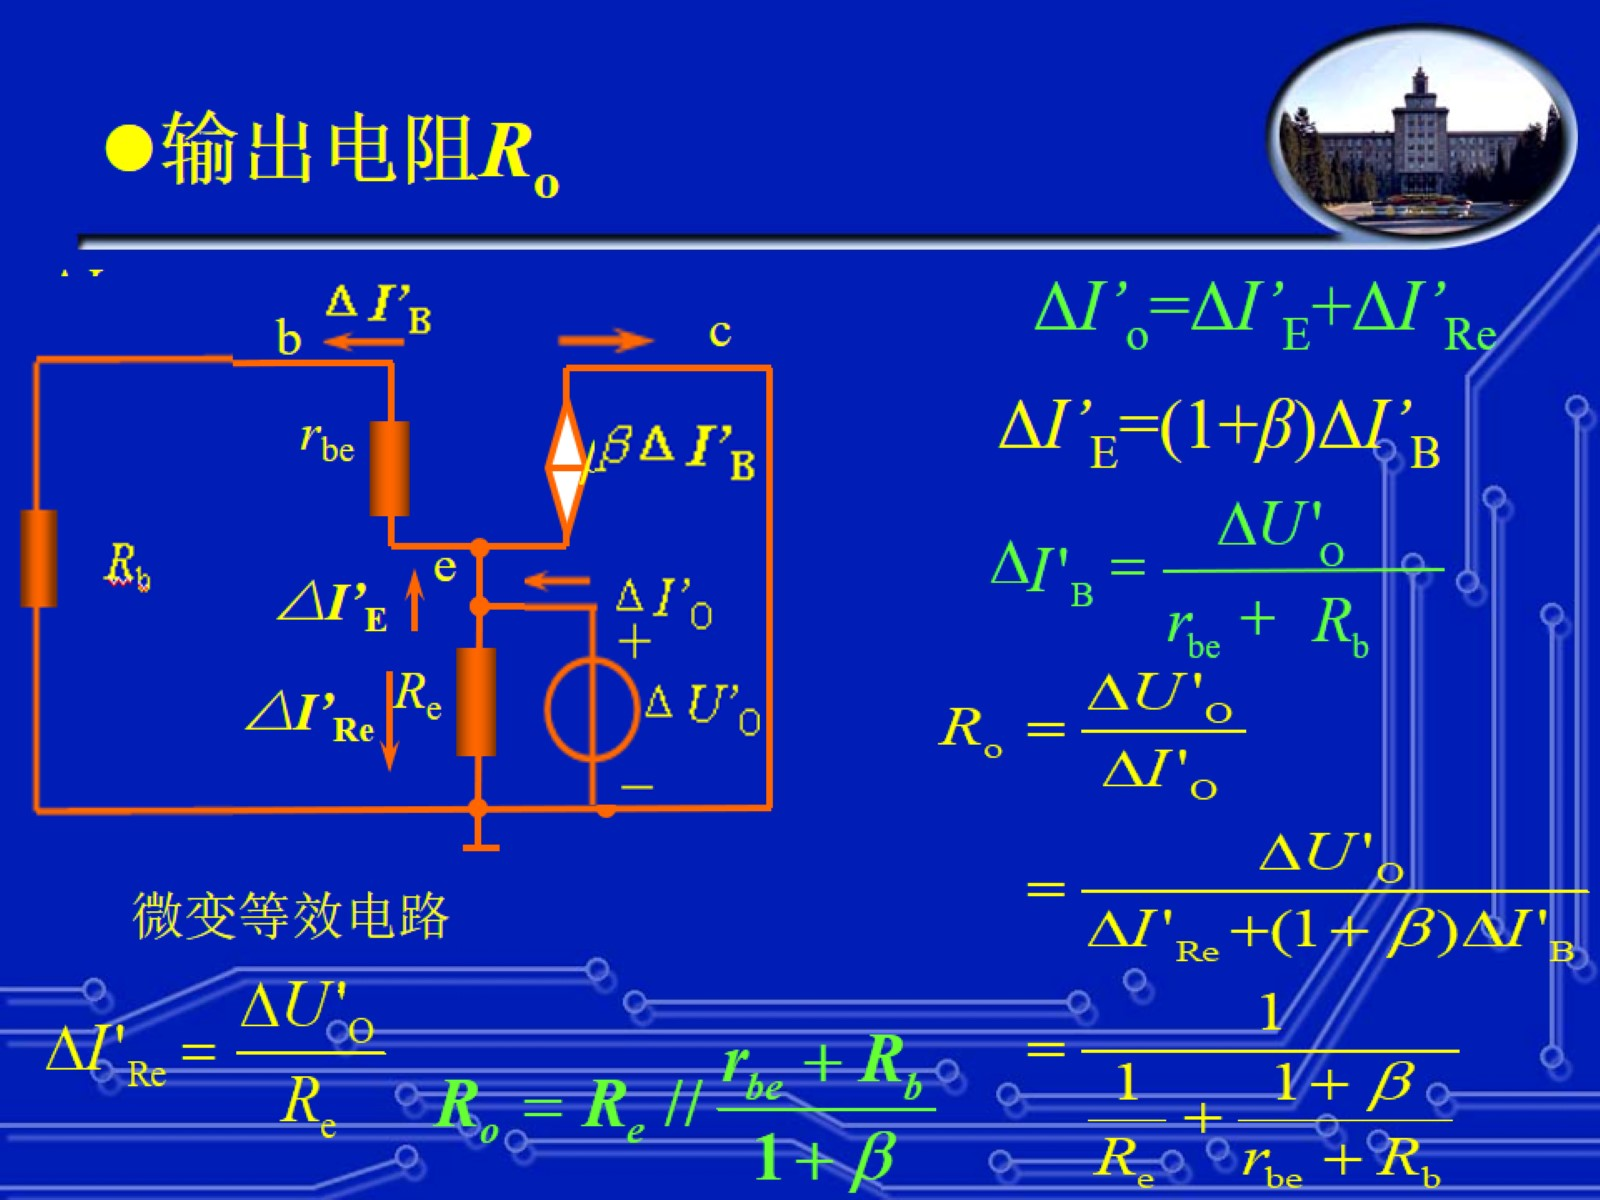 ●输出电阻Ro
ΔI’B
b
c
rbe
βΔI’B
Rb
e
ΔI’O
△I’E
+
△I’Re
Re
ΔU’O
−
微变等效电路
ΔI'Re = ΔU'O / Re
Ro = Re // (rbe + Rb) / (1 + β)
ΔI’o=ΔI’E+ΔI’Re
ΔI’E=(1+β)ΔI’B
ΔI'B = ΔU'O / (rbe + Rb)
Ro = ΔU'O / ΔI'O
= ΔU'O / (ΔI'Re +(1+ β)ΔI'B)
= 1 / (1 / Re + (1+ β) / (rbe + Rb))